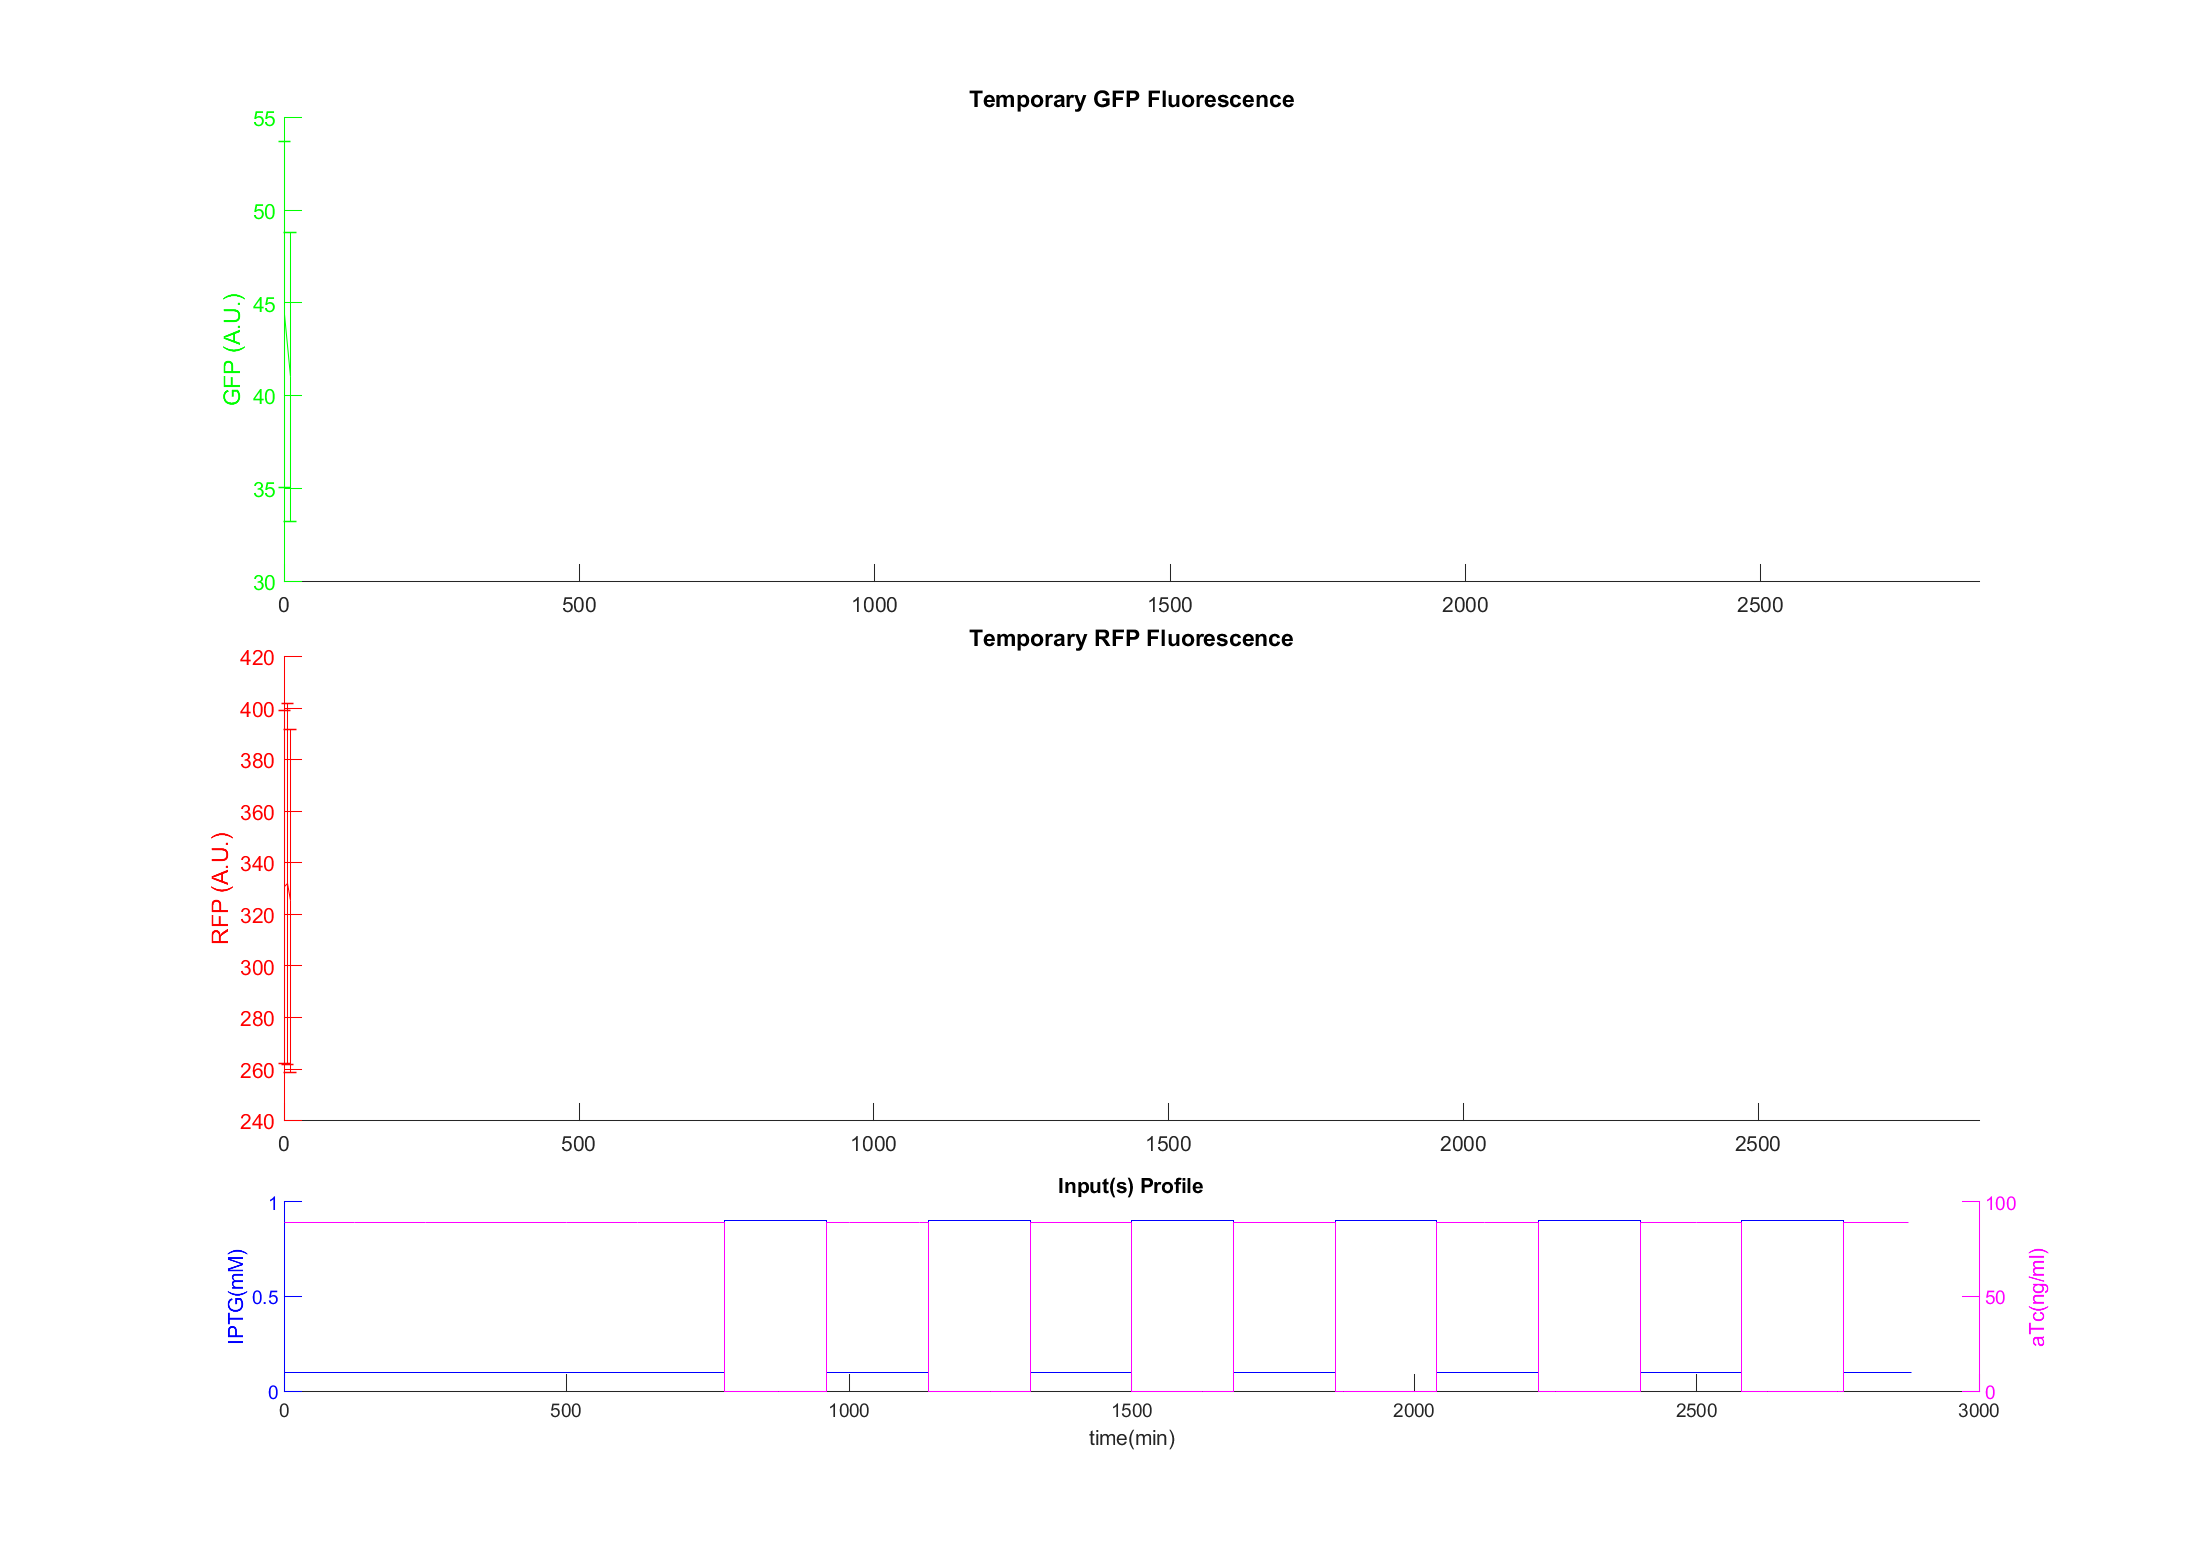 Temporary GFP Fluorescence
55
50
45
40
35
30
GFP (A.U.)
0 500 1000 1500 2000 2500
Temporary RFP Fluorescence
420
400
380
360
340
320
300
280
260
240
RFP (A.U.)
0 500 1000 1500 2000 2500
Input(s) Profile
1
0.5
0
IPTG(mM)
100
50
0
aTc(ng/ml)
0 500 1000 1500 2000 2500 3000
time(min)